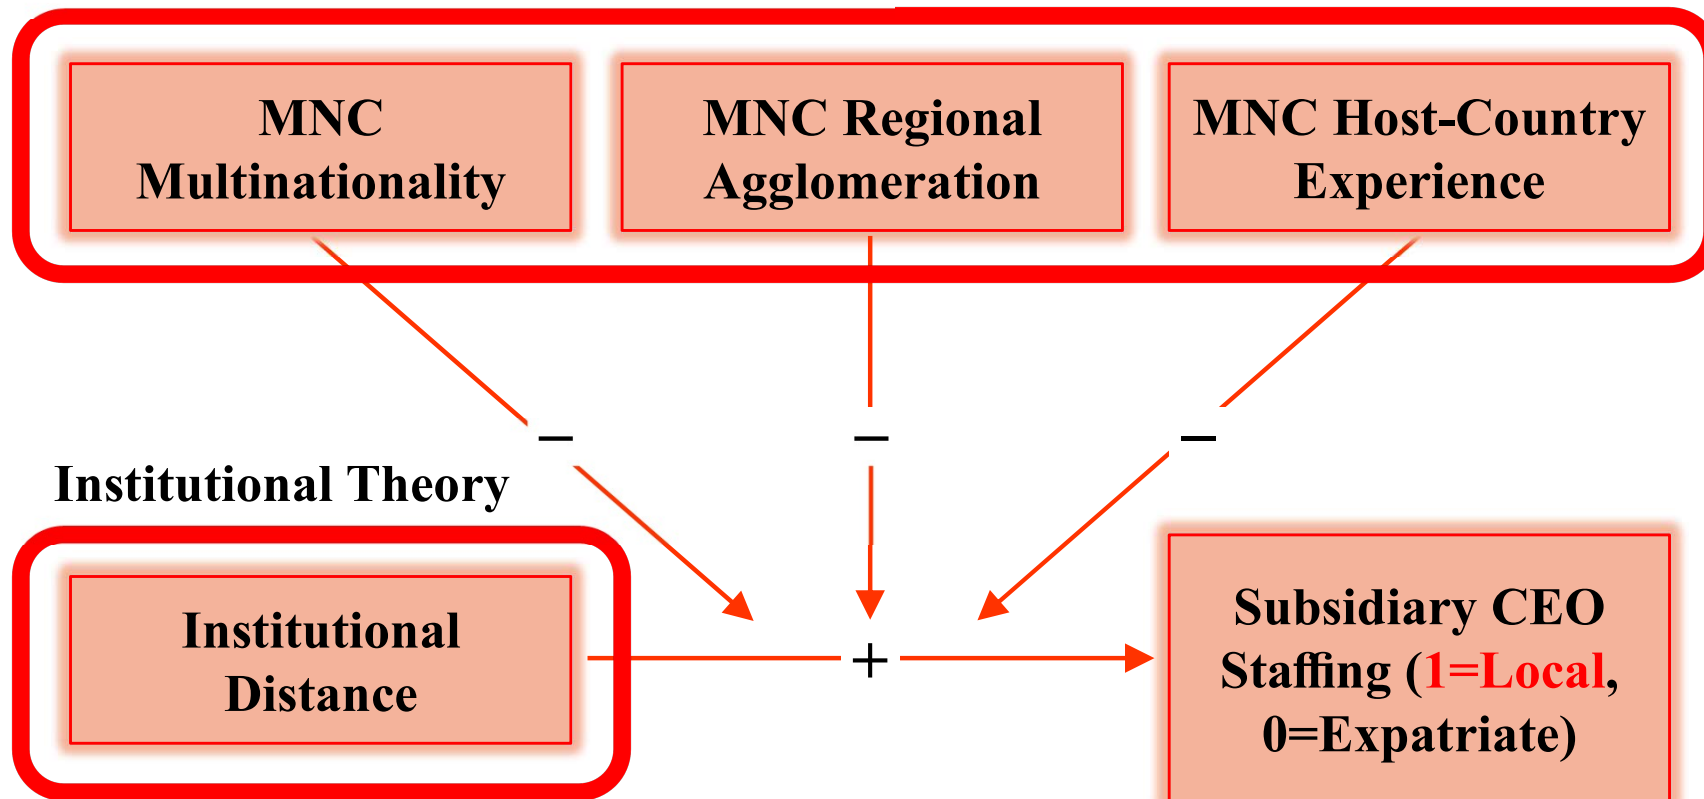 MNC
Multinationality
MNC Regional
Agglomeration
MNC Host-Country
Experience
–
–
–
Institutional Theory
Institutional
Distance
+
Subsidiary CEO
Staffing (1=Local,
0=Expatriate)